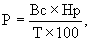 P = Bc × Hp
T × 100 ,